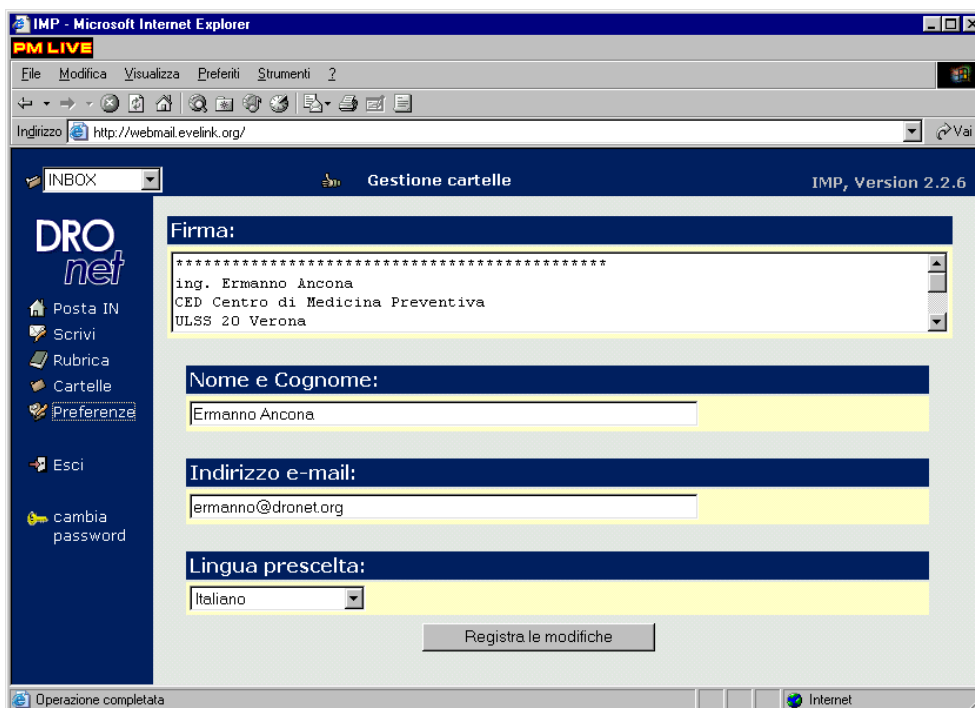 IMP - Microsoft Internet Explorer
PM LIVE
File Modifica Visualizza Preferiti Strumenti ?
Indirizzo http://webmail.evelink.org/ Vai
INBOX Gestione cartelle IMP, Version 2.2.6
DRO
net
Posta IN
Scrivi
Rubrica
Cartelle
Preferenze
Esci
cambia
password
Firma:
**********************************************
ing. Ermanno Ancona
CED Centro di Medicina Preventiva
ULSS 20 Verona
Nome e Cognome:
Ermanno Ancona
Indirizzo e-mail:
ermanno@dronet.org
Lingua prescelta:
Italiano
Registra le modifiche
Operazione completata Internet